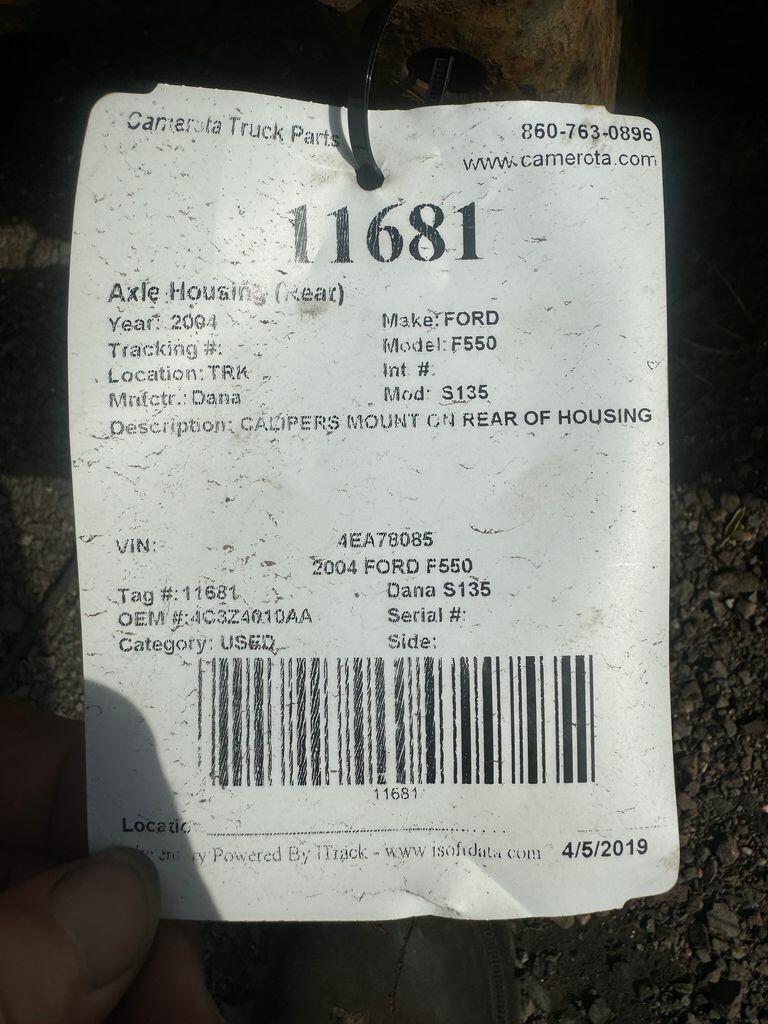 Camerota Truck Parts
860-763-0896
www.camerota.com
11681
Axle Housing (Rear)
Year: 2004 Make: FORD
Tracking #: Model: F550
Location: TRK Int #:
Mnfctr.: Dana Mod: S135
Description: CALIPERS MOUNT ON REAR OF HOUSING
VIN: 4EA78085
2004 FORD F550
Tag #: 11681 Dana S135
OEM #: 4C3Z4010AA Serial #:
Category: USED Side:
11681
Locatio
Powered By ITrack - www.isoftdata.com 4/5/2019